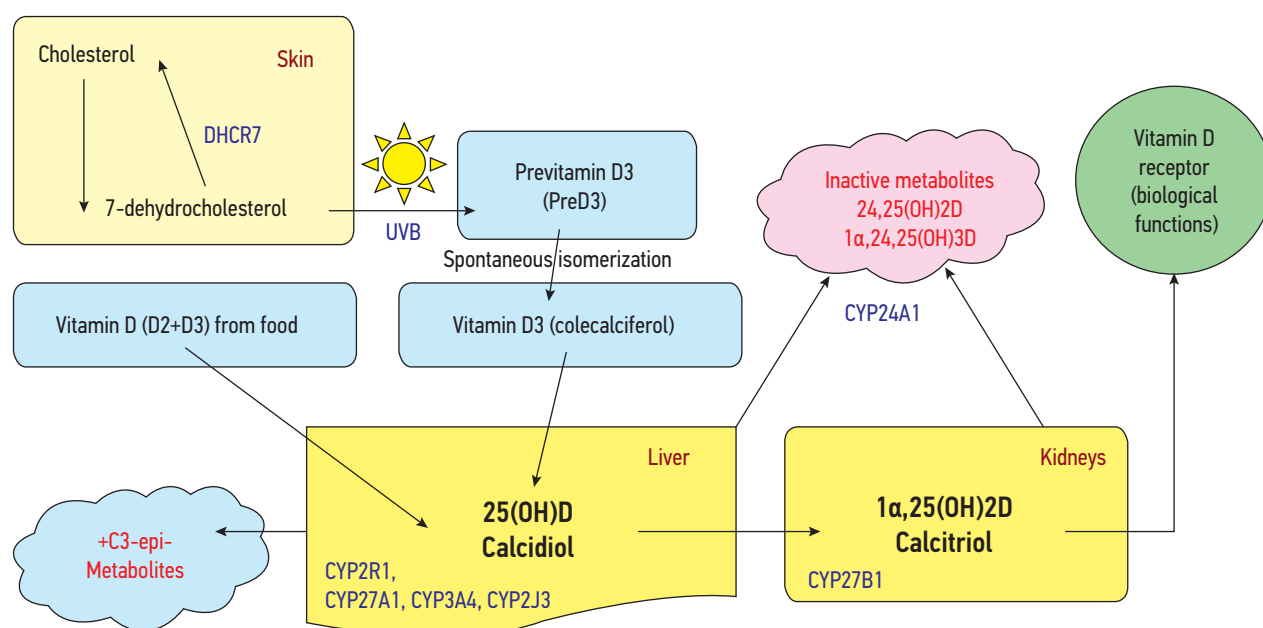 Cholesterol
Skin
DHCR7
7-dehydrocholesterol
UVB
Previtamin D3
(PreD3)
Spontaneous isomerization
Inactive metabolites
24,25(OH)2D
1α,24,25(OH)3D
Vitamin D
receptor
(biological
functions)
Vitamin D (D2+D3) from food
Vitamin D3 (colecalciferol)
CYP24A1
Liver
25(OH)D
Calcidiol
CYP2R1,
CYP27A1, CYP3A4, CYP2J3
Kidneys
1α,25(OH)2D
Calcitriol
CYP27B1
+C3-epi-
Metabolites